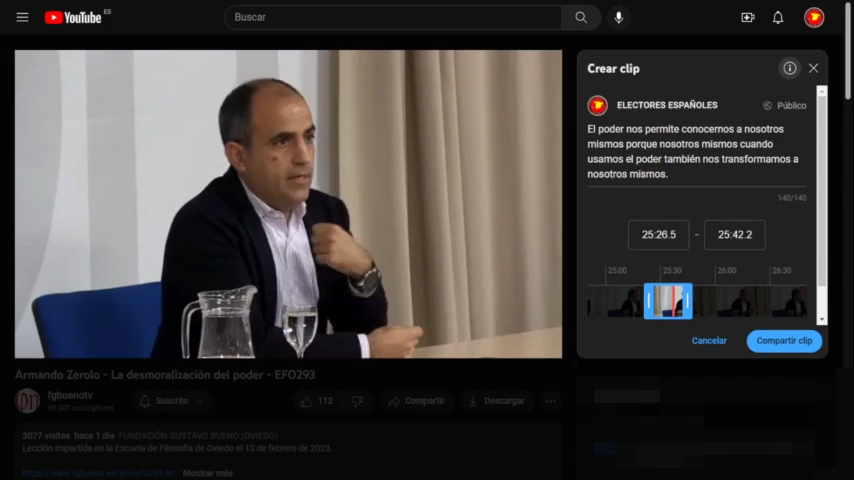 YouTube ES
Buscar
Crear clip
ELECTORES ESPAÑOLES
Público
El poder nos permite conocernos a nosotros
mismos porque nosotros mismos cuando
usamos el poder también nos transformamos a
nosotros mismos.
140/140
25:26.5 - 25:42.2
25:00 25:30 26:00 26:30
Cancelar Compartir clip
Armando Zerolo - La desmoralización del poder - EFO293
fgbuenotv
suscriptores
Suscrito
112
Compartir
Descargar
3077 visitas hace 1 día FUNDACIÓN GUSTAVO BUENO (OVIEDO)
Lección impartida en la Escuela de Filosofía de Oviedo el 13 de febrero de 2023.
Mostrar más